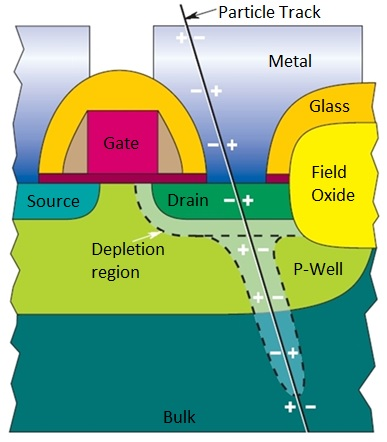 Particle Track
Metal
Glass
Gate
Field
Oxide
Source
Drain
Depletion
region
P-Well
Bulk